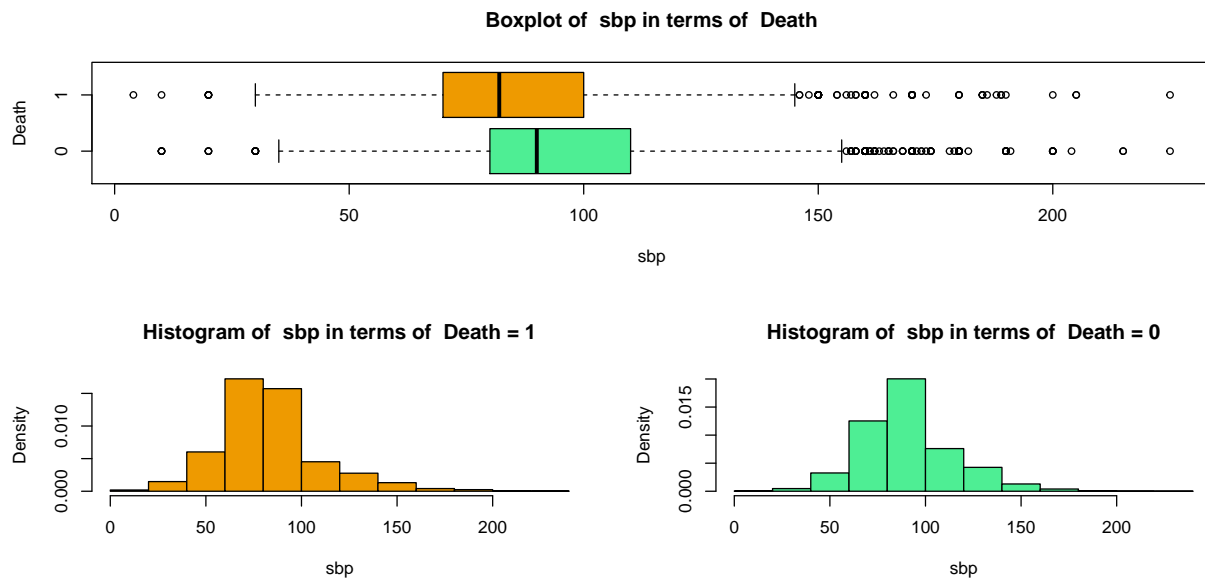 Boxplot of sbp in terms of Death
Death
1
0
0 50 100 150 200
sbp
Histogram of sbp in terms of Death = 1
Density
0.010
0.000
0 50 100 150 200
sbp
Histogram of sbp in terms of Death = 0
Density
0.015
0.000
0 50 100 150 200
sbp